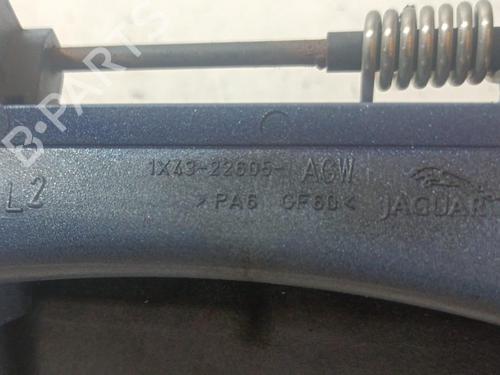 B-PARTS
1X43-22605- AGW
L2
>PA6 GF60< JAGUAR